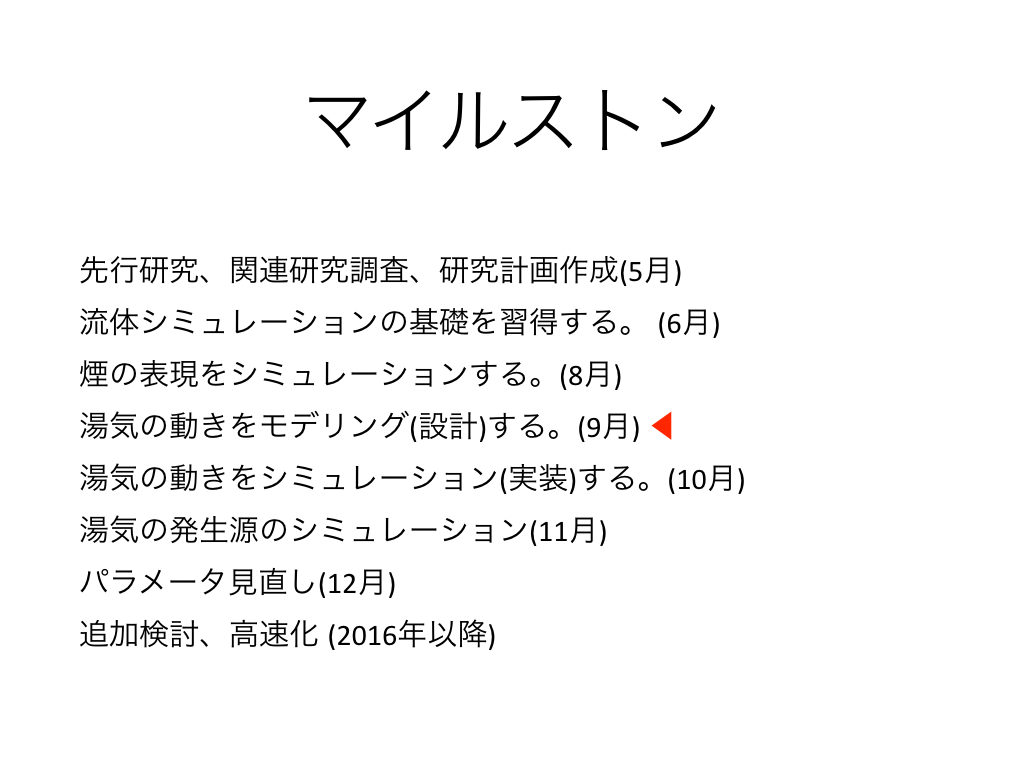 マイルストン
先行研究、関連研究調査、研究計画作成(5月)
流体シミュレーションの基礎を習得する。 (6月)
煙の表現をシミュレーションする。(8月)
湯気の動きをモデリング(設計)する。(9月)
湯気の動きをシミュレーション(実装)する。(10月)
湯気の発生源のシミュレーション(11月)
パラメータ見直し(12月)
追加検討、高速化 (2016年以降)